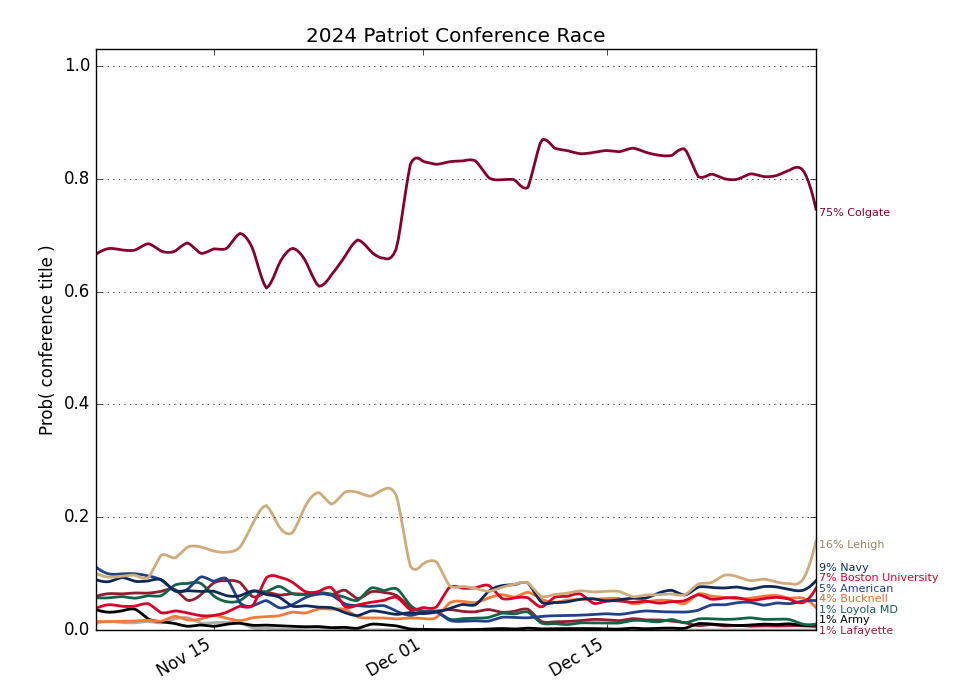 2024 Patriot Conference Race
Prob( conference title )
1.0
0.8
0.6
0.4
0.2
0.0
Nov 15
Dec 01
Dec 15
75% Colgate
16% Lehigh
9% Navy
7% Boston University
5% American
4% Bucknell
1% Loyola MD
1% Army
1% Lafayette